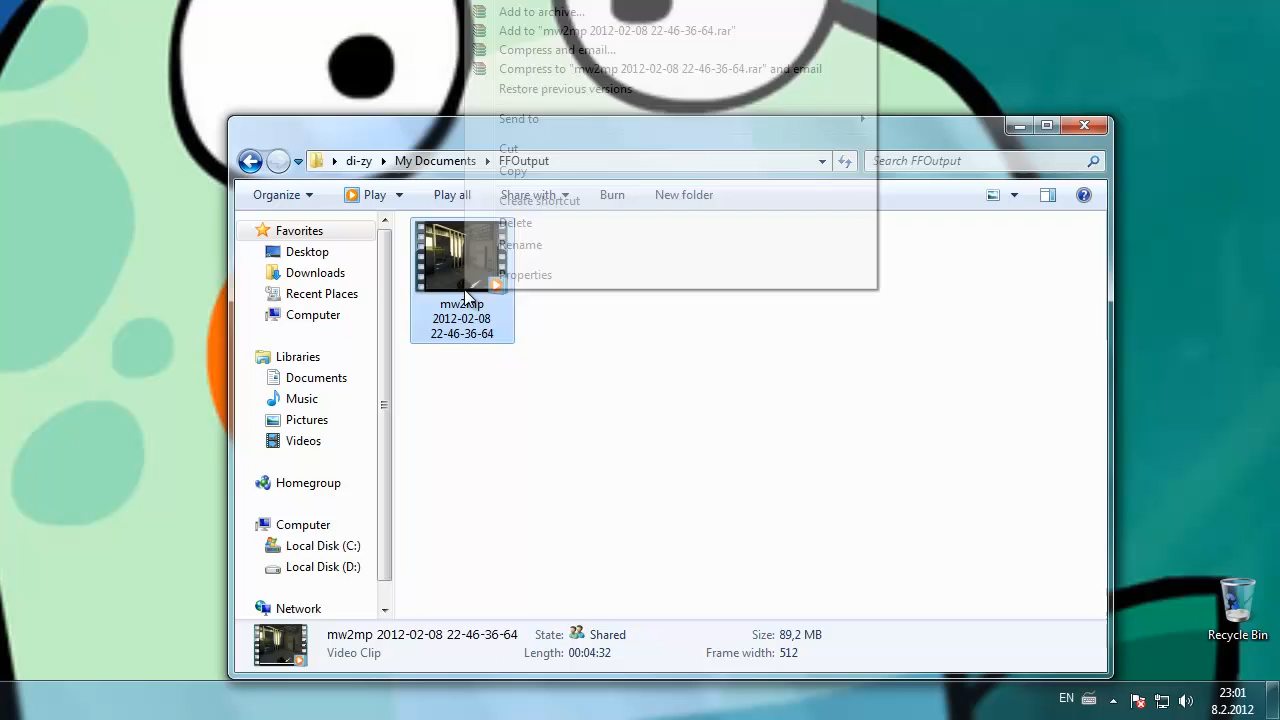 Add to archive...
Add to "mw2mp 2012-02-08 22-46-36-64.rar"
Compress and email...
Compress to "mw2mp 2012-02-08 22-46-36-64.rar" and email
Restore previous versions
Send to
Cut
Copy
Create shortcut
Delete
Rename
Properties
di-zy
My Documents
FFOutput
Search FFOutput
Organize
Play
Play all
Share with
Burn
New folder
Favorites
Desktop
Downloads
Recent Places
Computer
Libraries
Documents
Music
Pictures
Videos
Homegroup
Computer
Local Disk (C:)
Local Disk (D:)
Network
mw2mp
2012-02-08
22-46-36-64
mw2mp 2012-02-08 22-46-36-64
State: Shared
Size: 89,2 MB
Video Clip
Length: 00:04:32
Frame width: 512
Recycle Bin
EN
23:01
8.2.2012